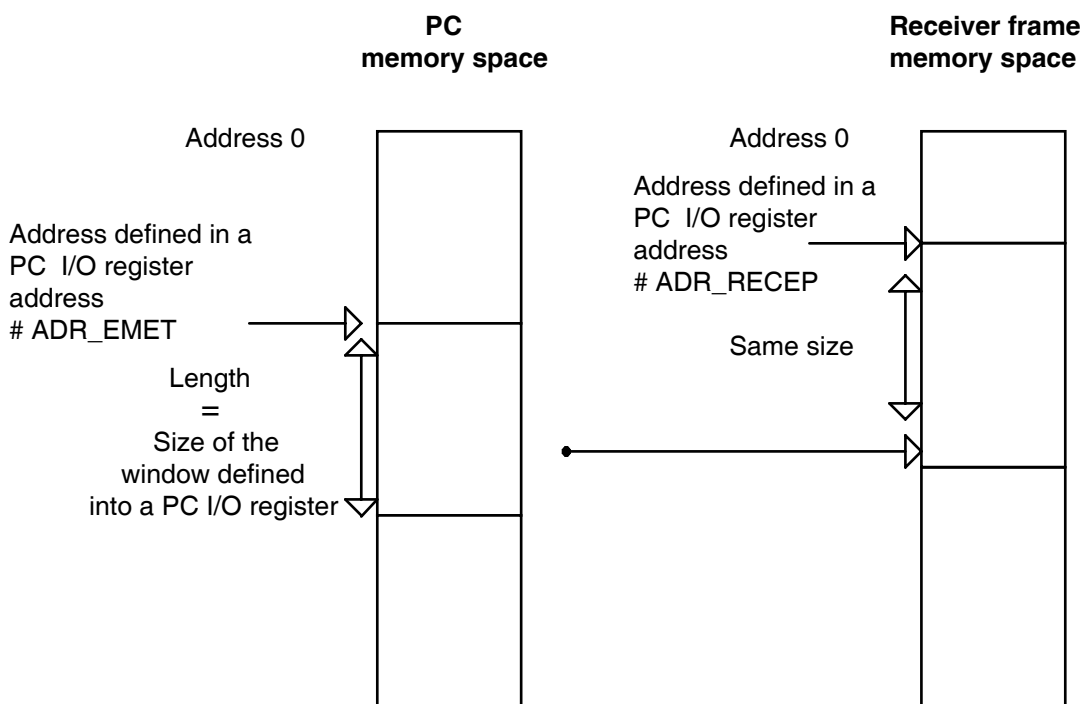 PC
memory space
Receiver frame
memory space
Address 0
Address defined in a
PC I/O register
address
# ADR_EMET
Length
=
Size of the
window defined
into a PC I/O register
Address 0
Address defined in a
PC I/O register
address
# ADR_RECEP
Same size